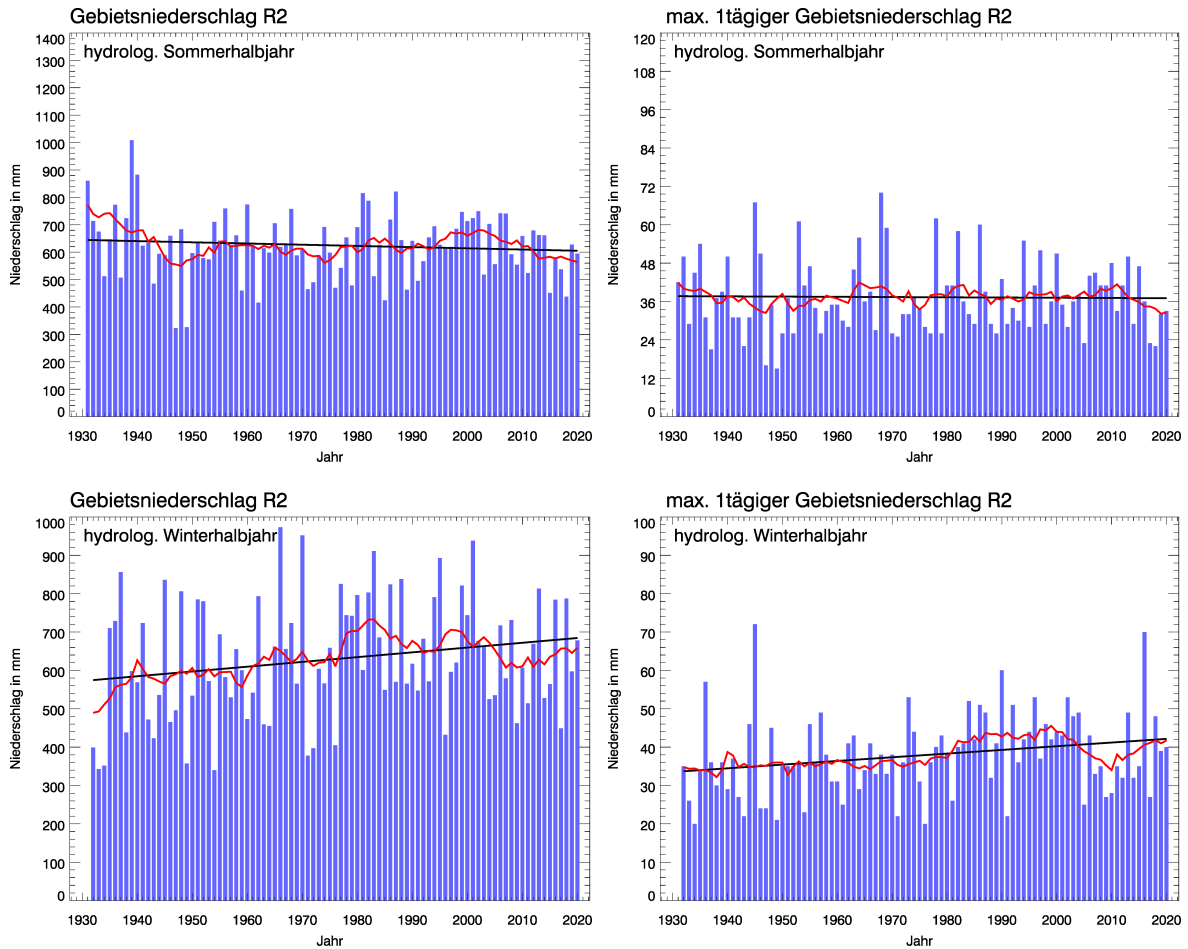 Gebietsniederschlag R2
hydrolog. Sommerhalbjahr
Niederschlag in mm
1400
1300
1200
1100
1000
900
800
700
600
500
400
300
200
100
0
1930 1940 1950 1960 1970 1980 1990 2000 2010 2020
Jahr
max. 1tägiger Gebietsniederschlag R2
hydrolog. Sommerhalbjahr
Niederschlag in mm
120
108
96
84
72
60
48
36
24
12
0
1930 1940 1950 1960 1970 1980 1990 2000 2010 2020
Jahr
Gebietsniederschlag R2
hydrolog. Winterhalbjahr
Niederschlag in mm
1000
900
800
700
600
500
400
300
200
100
0
1930 1940 1950 1960 1970 1980 1990 2000 2010 2020
Jahr
max. 1tägiger Gebietsniederschlag R2
hydrolog. Winterhalbjahr
Niederschlag in mm
100
90
80
70
60
50
40
30
20
10
0
1930 1940 1950 1960 1970 1980 1990 2000 2010 2020
Jahr